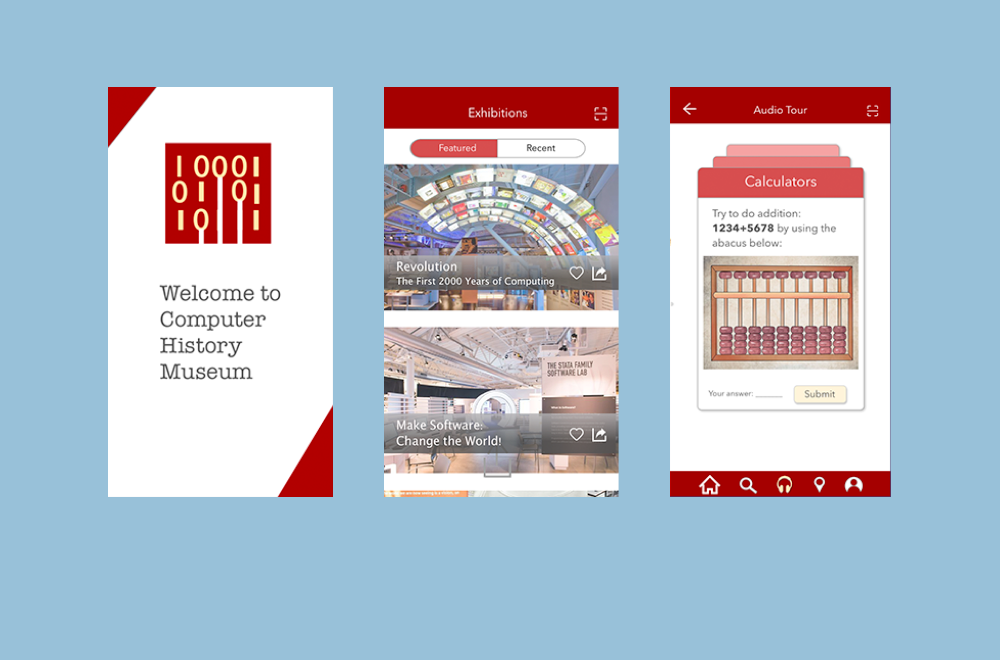 10001
01 01
10 1
Welcome to
Computer
History
Museum
Exhibitions
Featured
Recent
Revolution
The First 2000 Years of Computing
THE STATA FAMILY
SOFTWARE LAB
Make Software:
Change the World!
Audio Tour
Calculators
Try to do addition:
1234+5678 by using the
abacus below:
Your answer: ______
Submit